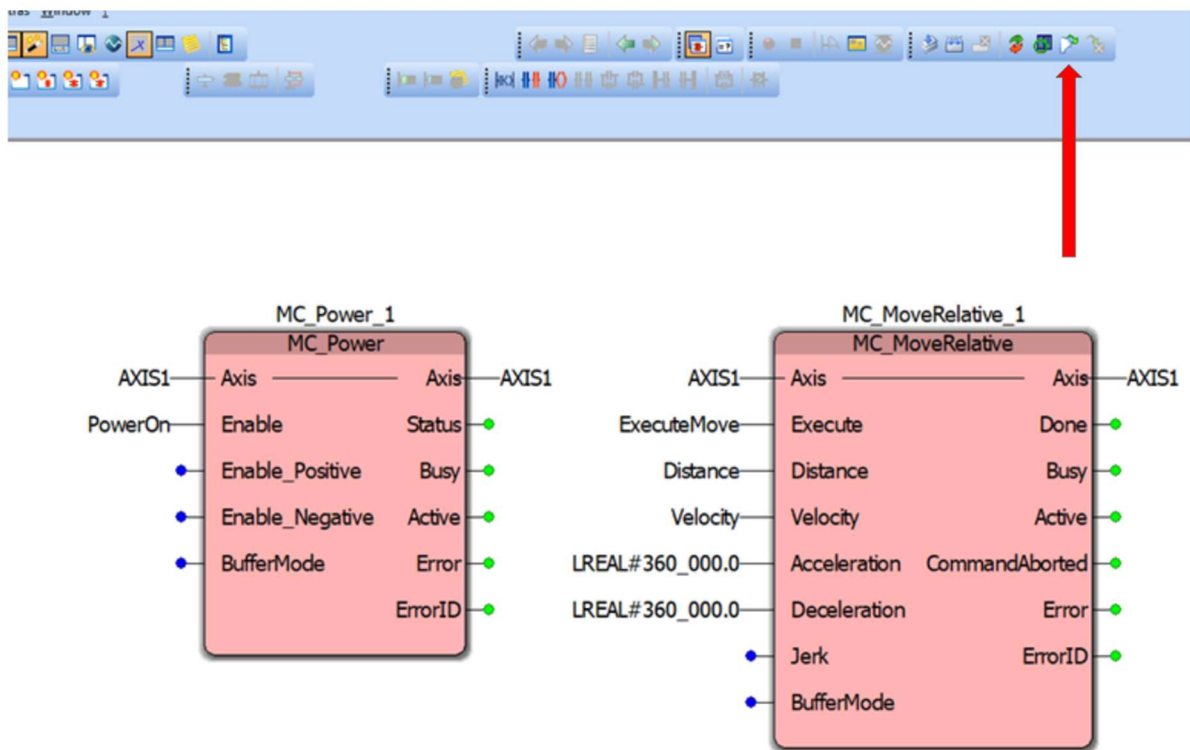 Window
MC_Power_1
MC_Power
AXIS1 Axis Axis AXIS1
PowerOn Enable Status
Enable_Positive Busy
Enable_Negative Active
BufferMode Error
ErrorID
MC_MoveRelative_1
MC_MoveRelative
AXIS1 Axis Axis AXIS1
ExecuteMove Execute Done
Distance Distance Busy
Velocity Velocity Active
LREAL#360_000.0 Acceleration CommandAborted
LREAL#360_000.0 Deceleration Error
Jerk ErrorID
BufferMode